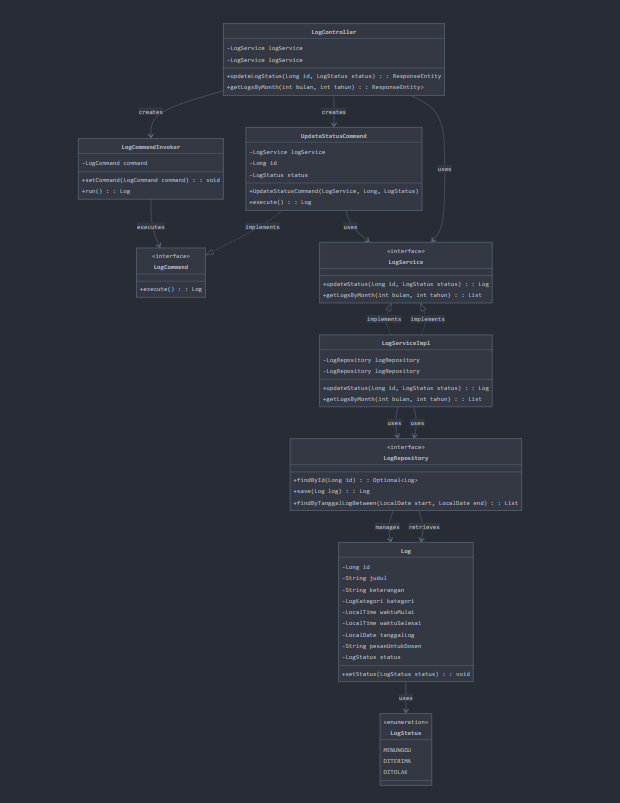 LogController
-LogService logService
-LogService logService
+updateLogStatus(Long id, LogStatus status) : : ResponseEntity
+getLogsByMonth(int bulan, int tahun) : : ResponseEntity>
creates
creates
LogCommandInvoker
-LogCommand command
+setCommand(LogCommand command) : : void
+run() : : Log
UpdateStatusCommand
-LogService logService
-Long id
-LogStatus status
+UpdateStatusCommand(LogService, Long, LogStatus)
+execute() : : Log
uses
executes
implements
uses
«interface»
LogCommand
+execute() : : Log
«interface»
LogService
+updateStatus(Long id, LogStatus status) : : Log
+getLogsByMonth(int bulan, int tahun) : : List
implements
implements
LogServiceImpl
-LogRepository logRepository
-LogRepository logRepository
+updateStatus(Long id, LogStatus status) : : Log
+getLogsByMonth(int bulan, int tahun) : : List
uses
uses
«interface»
LogRepository
+findById(Long id) : : Optional<Log>
+save(Log log) : : Log
+findByTanggalLogBetween(LocalDate start, LocalDate end) : : List
manages
retrieves
Log
-Long id
-String judul
-String keterangan
-LogKategori kategori
-LocalTime waktuMulai
-LocalTime waktuSelesai
-LocalDate tanggalLog
-String pesanUntukDosen
-LogStatus status
+setStatus(LogStatus status) : : void
uses
«enumeration»
LogStatus
MENUNGGU
DITERIMA
DITOLAK